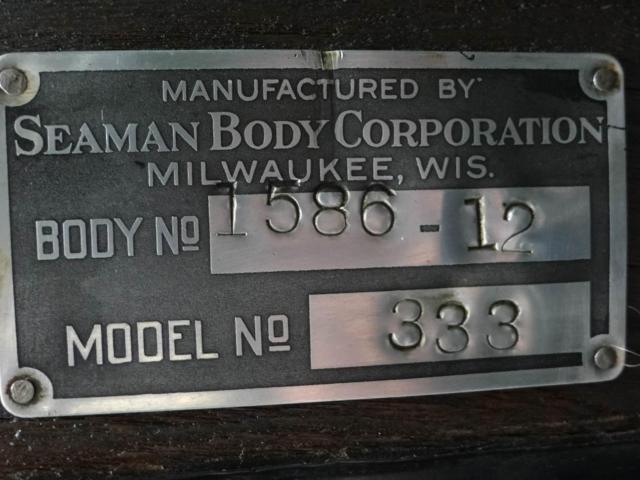 MANUFACTURED BY
SEAMAN BODY CORPORATION
MILWAUKEE, WIS.
BODY Nº 1586-12
MODEL Nº 333